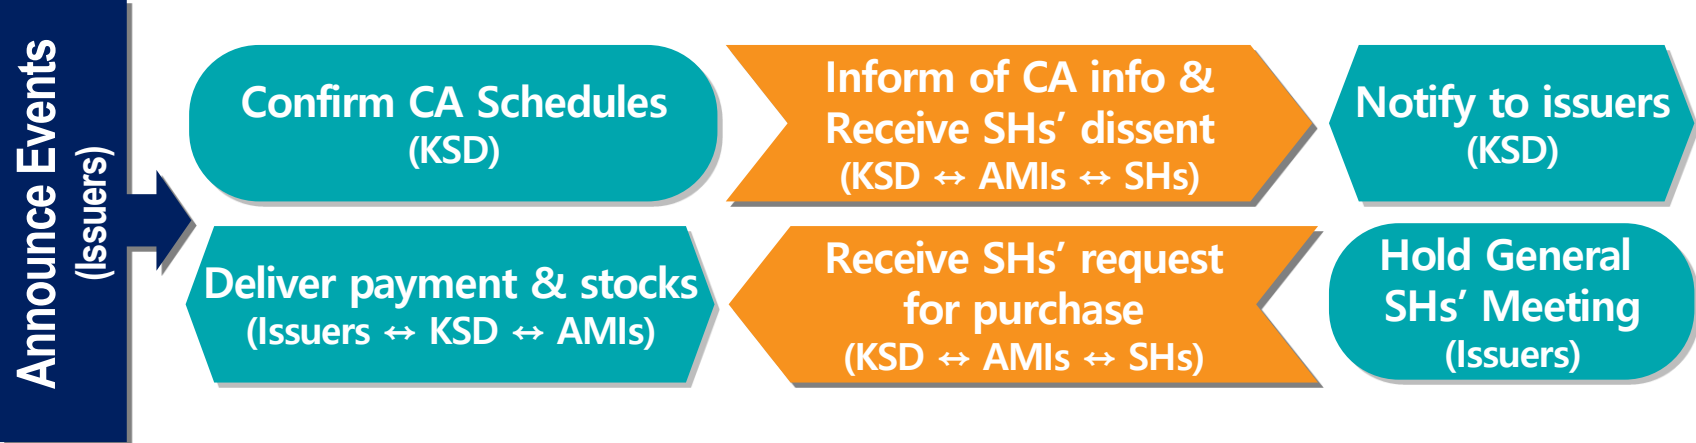 Announce Events
(Issuers)
Confirm CA Schedules
(KSD)
Inform of CA info &
Receive SHs’ dissent
(KSD ↔ AMIs ↔ SHs)
Notify to issuers
(KSD)
Hold General
SHs’ Meeting
(Issuers)
Receive SHs’ request
for purchase
(KSD ↔ AMIs ↔ SHs)
Deliver payment & stocks
(Issuers ↔ KSD ↔ AMIs)